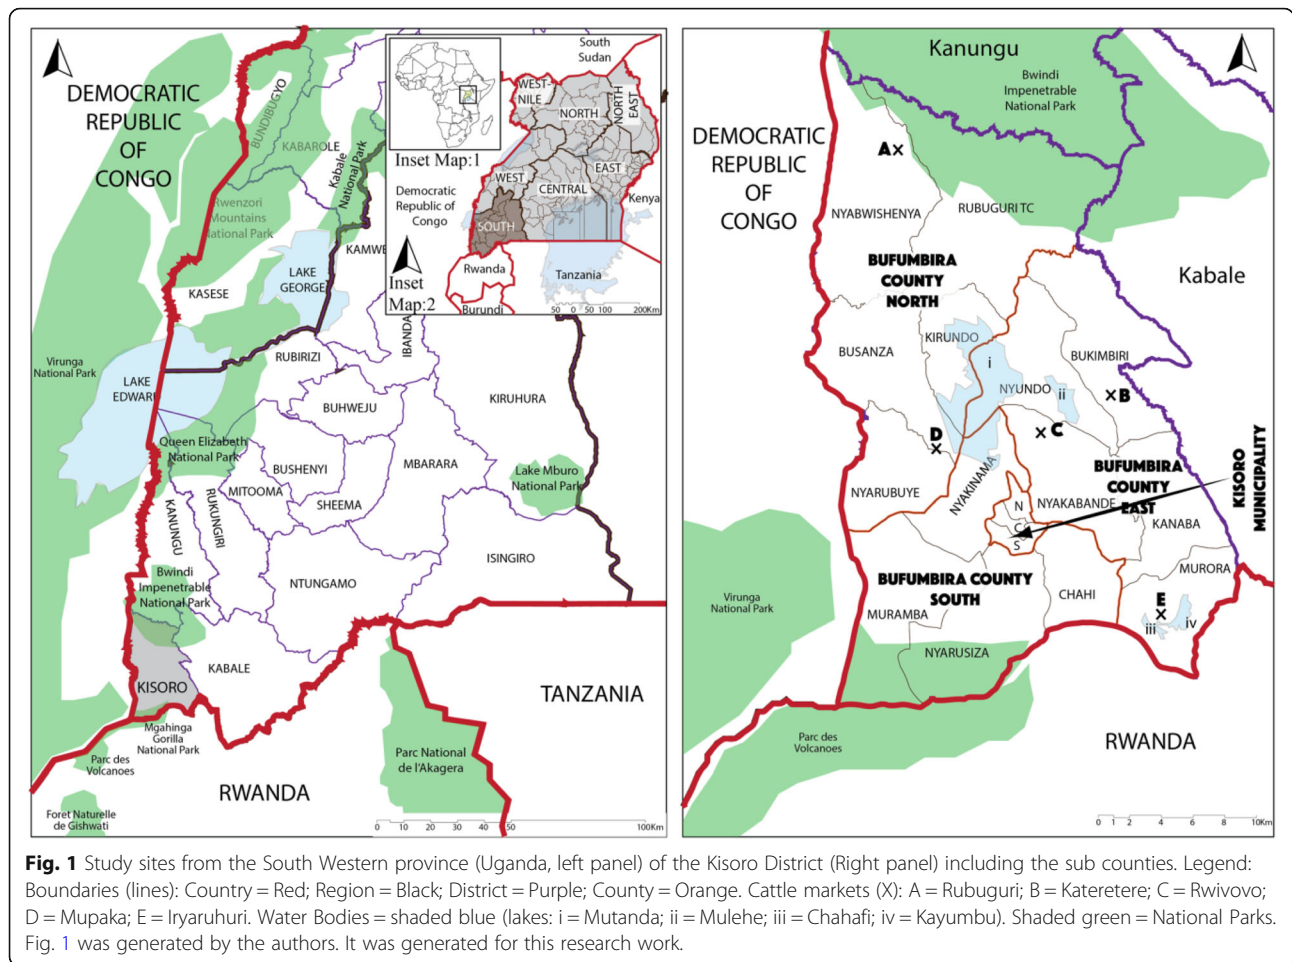 DEMOCRATIC
REPUBLIC
OF
CONGO
BUNDIBUGYO
KABAROLE
Kabale
National Park
Rwenzori
Mountains
National Park
KAMWE
LAKE
GEORGE
KASESE
Virunga
National Park
LAKE
EDWARD
RUBIRIZI
IBANDA
BUHWEJU
KIRUHURA
Queen Elizabeth
National Park
BUSHENYI
MBARARA
Lake Mburo
National Park
MITOOMA
SHEEMA
KANUNGU
RUKUNGIRI
ISINGIRO
Bwindi
Impenetrable
National Park
NTUNGAMO
KABALE
KISORO
TANZANIA
Mgahinga
Gorilla
National Park
Parc des
Volcanoes
Parc National
de l'Akagera
RWANDA
Foret Naturelle
de Gishwati
0 5 10 20 30 40 50 100Km
Inset Map:1
South
Sudan
WEST-
NILE
NORTH
NORTH
EAST
WEST
EAST
CENTRAL
Democratic
Republic of
Congo
Kenya
SOUTH
Inset
Map:2
Rwanda
Tanzania
Burundi
50 0 50 100 200Km
Kanungu
Bwindi
Impenetrable
National Park
DEMOCRATIC
REPUBLIC
OF
CONGO
A X
NYABWISHENYA
RUBUGURI TC
BUFUMBIRA
COUNTY
NORTH
Kabale
KIRUNDO
BUSANZA
BUKIMBIRI
i
NYUNDO
ii
X B
D
X
X C
BUFUMBIRA
COUNTY
EAST
NYARUBUYE
NYAKINAMA
N
NYAKABANDE
KISORO
MUNICIPALITY
C
KANABA
S
MURORA
BUFUMBIRA COUNTY
SOUTH
CHAHI
E
X
Virunga
National Park
MURAMBA
iii
iv
NYARUSIZA
Parc des
Volcanoes
RWANDA
0 1 2 4 6 8 10Km
Fig. 1 Study sites from the South Western province (Uganda, left panel) of the Kisoro District (Right panel) including the sub counties. Legend:
Boundaries (lines): Country = Red; Region = Black; District = Purple; County = Orange. Cattle markets (X): A = Rubuguri; B = Kateretere; C = Rwivovo;
D = Mupaka; E = Iryaruhuri. Water Bodies = shaded blue (lakes: i = Mutanda; ii = Mulehe; iii = Chahafi; iv = Kayumbu). Shaded green = National Parks.
Fig. 1 was generated by the authors. It was generated for this research work.